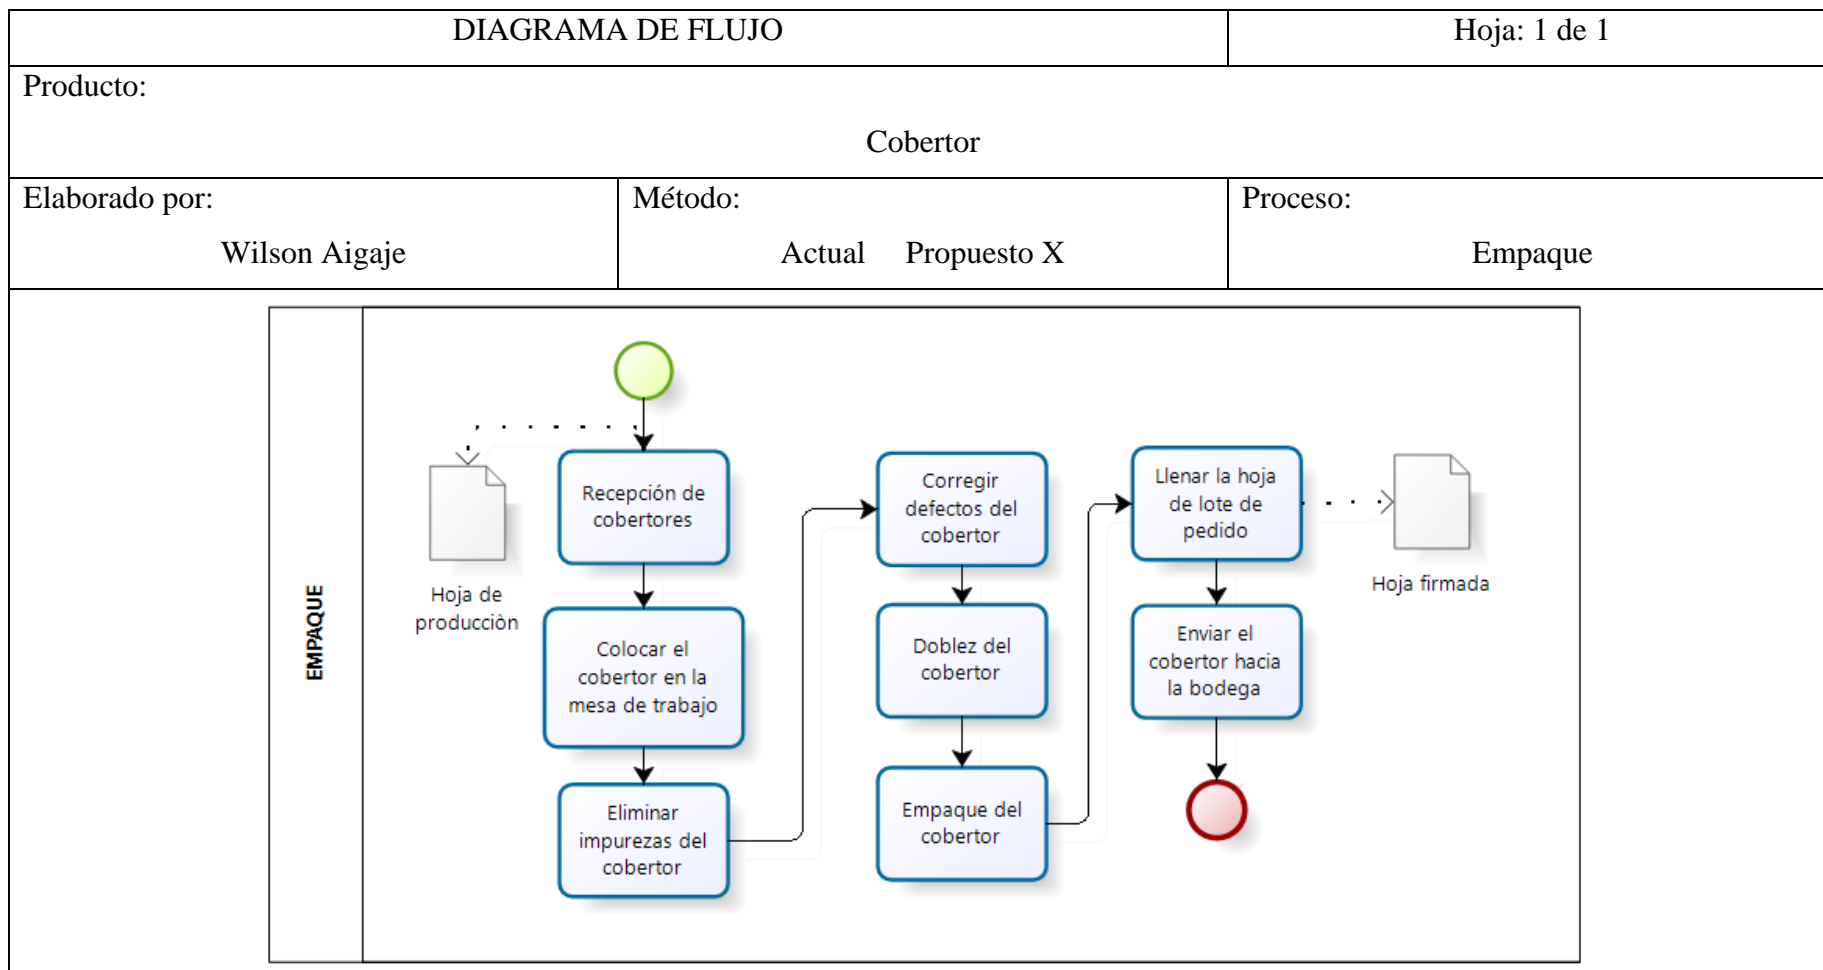 DIAGRAMA DE FLUJO
Hoja: 1 de 1
Producto:
Cobertor
Elaborado por:
Wilson Aigaje
Método:
Actual Propuesto X
Proceso:
Empaque
EMPAQUE
Hoja de
producciòn
Recepción de
cobertores
Colocar el
cobertor en la
mesa de trabajo
Eliminar
impurezas del
cobertor
Corregir
defectos del
cobertor
Doblez del
cobertor
Empaque del
cobertor
Llenar la hoja
de lote de
pedido
Hoja firmada
Enviar el
cobertor hacia
la bodega